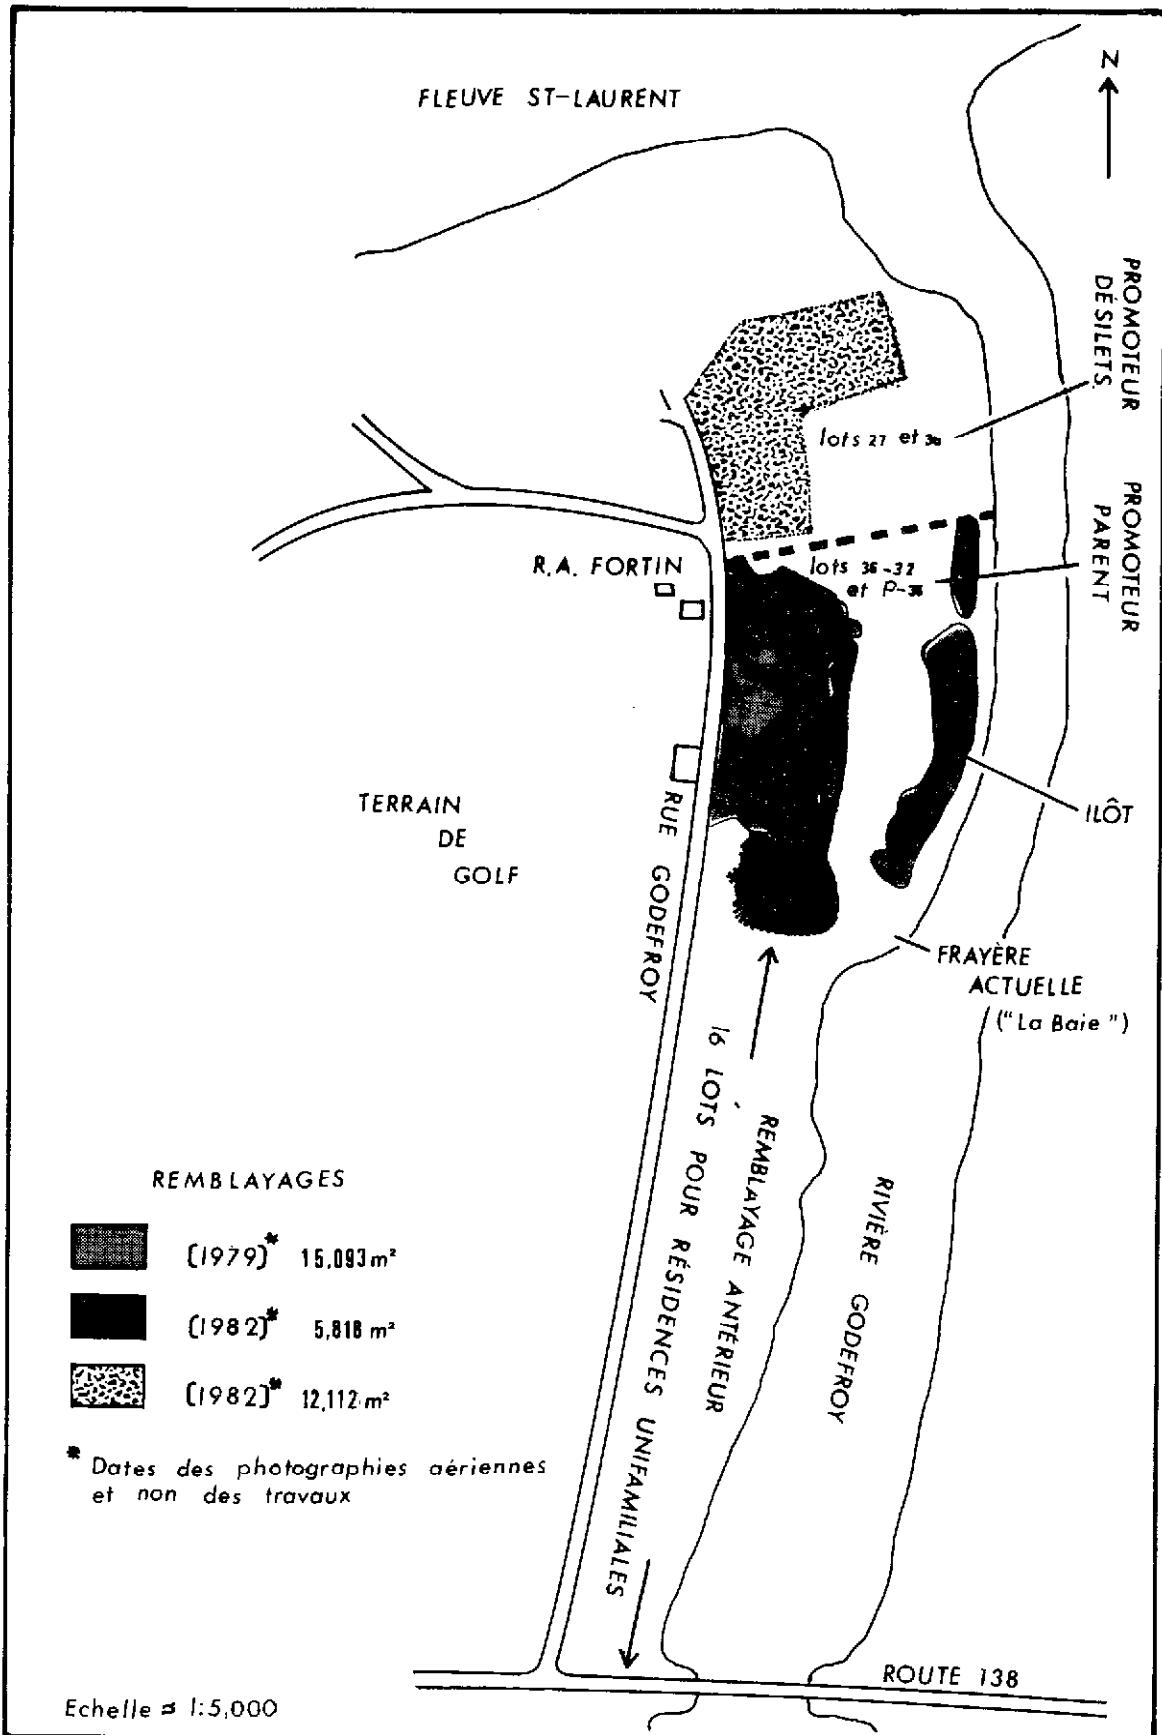 FLEUVE ST-LAURENT
N
PROMOTEUR
DÉSILETS
lots 27 et 36
PROMOTEUR
PARENT
lots 36-32
et P-36
R.A. FORTIN
ILÔT
TERRAIN
DE
GOLF
RUE GODEFROY
FRAYÈRE
ACTUELLE
("La Baie")
16 LOTS POUR RÉSIDENCES UNIFAMILIALES
REMBLAYAGE ANTÉRIEUR
RIVIÈRE GODEFROY
REMBLAYAGES
(1979)* 15,093 m²
(1982)* 5,818 m²
(1982)* 12,112 m²
* Dates des photographies aériennes
et non des travaux
ROUTE 138
Echelle ≈ 1:5,000